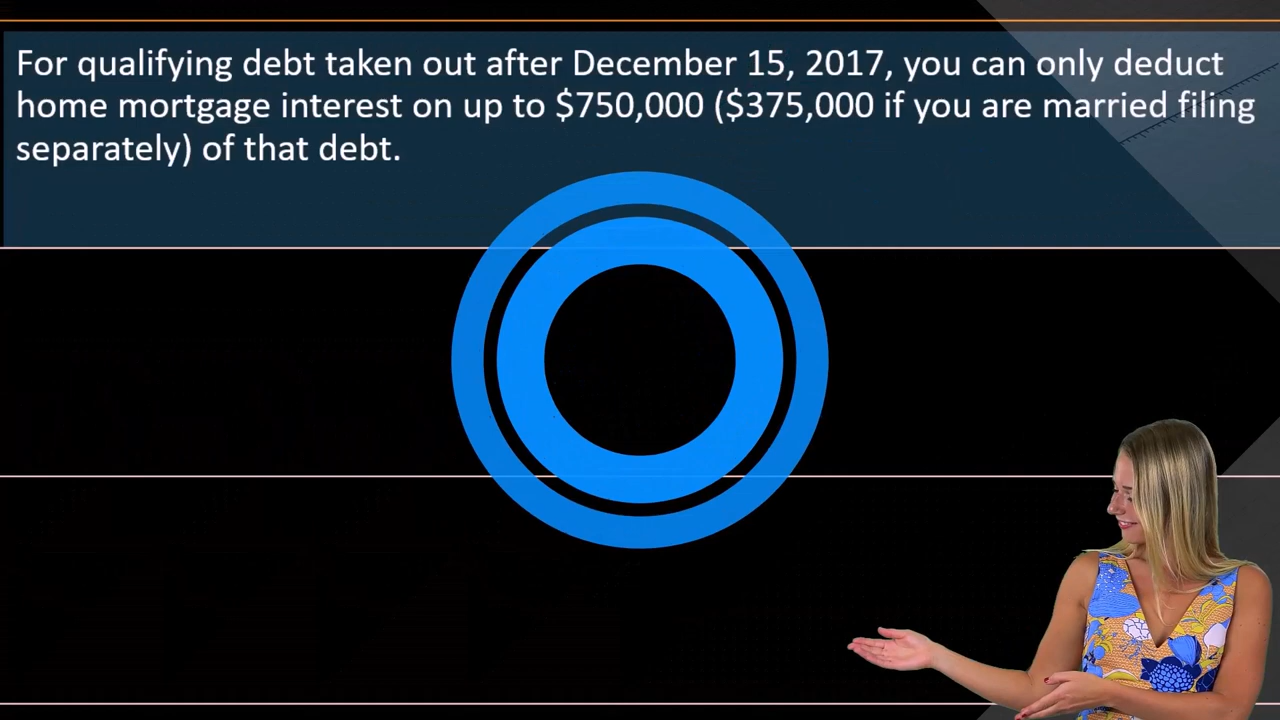 For qualifying debt taken out after December 15, 2017, you can only deduct
home mortgage interest on up to $750,000 ($375,000 if you are married filing
separately) of that debt.